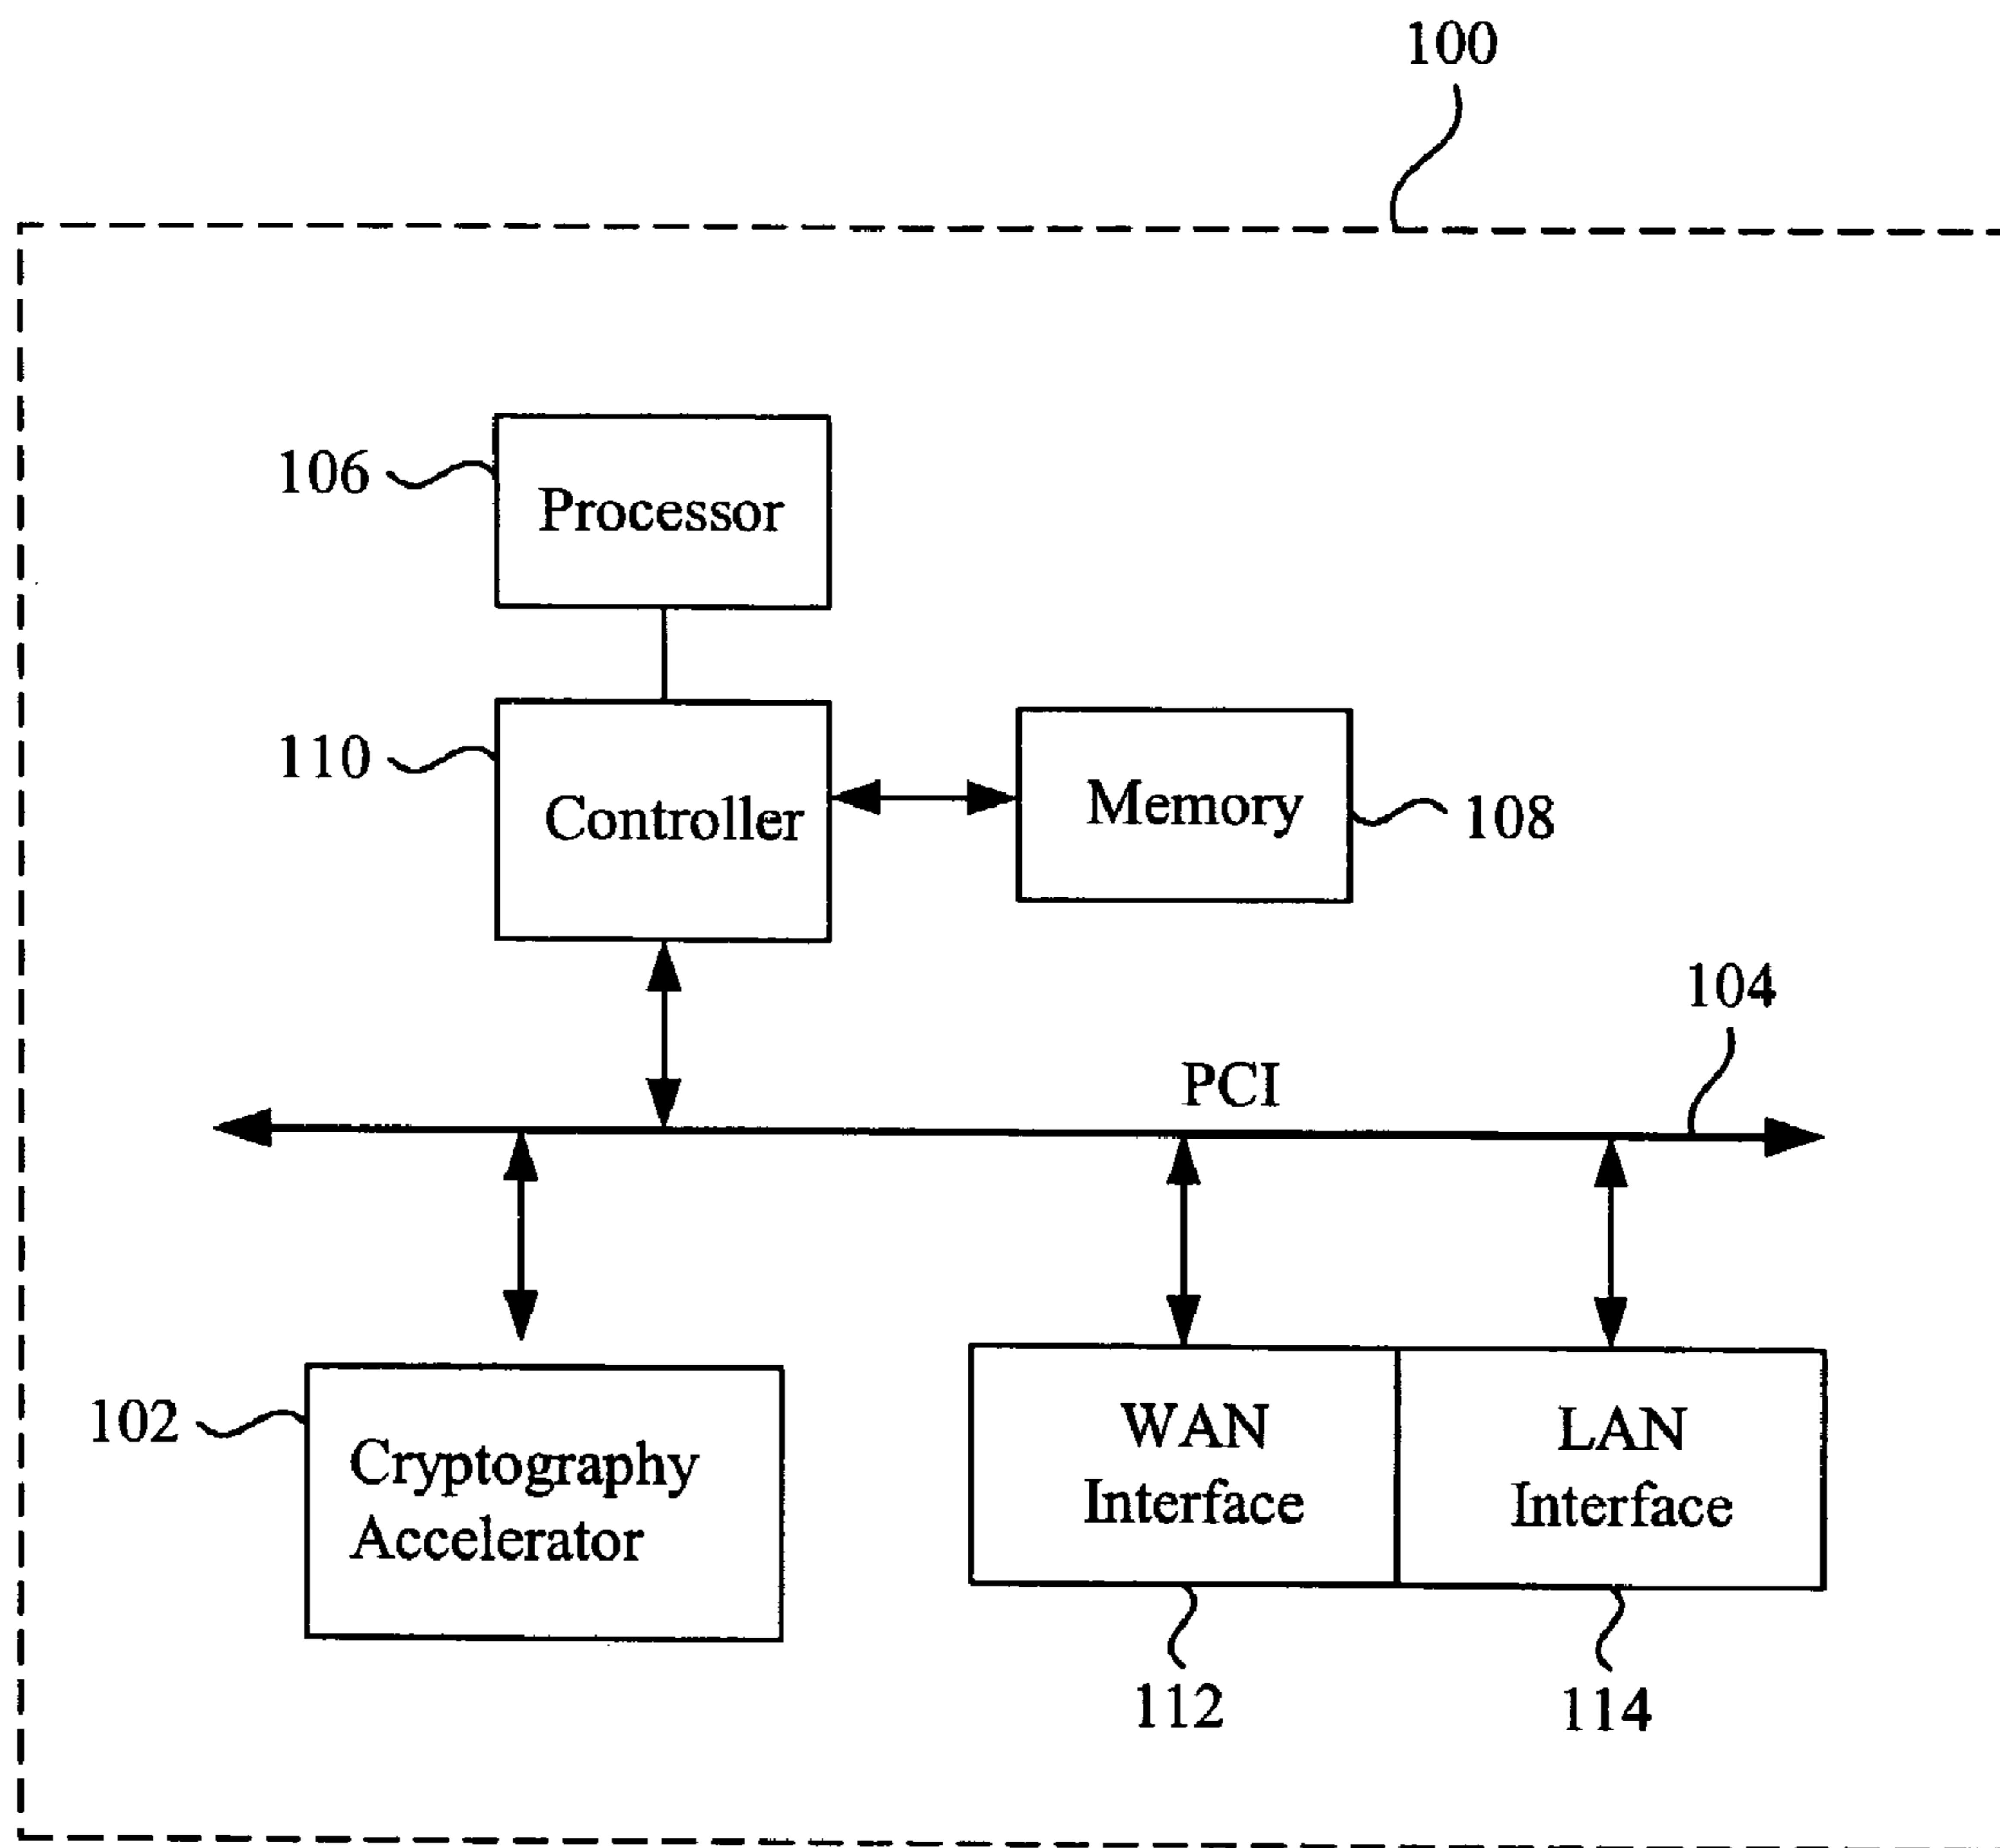 100
106
Processor
110
Controller
Memory
108
104
PCI
102
Cryptography
Accelerator
WAN
Interface
LAN
Interface
112
114